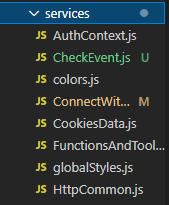 services
JS AuthContext.js
JS CheckEvent.js U
JS colors.js
JS ConnectWit... M
JS CookiesData.js
JS FunctionsAndTool...
JS globalStyles.js
JS HttpCommon.js